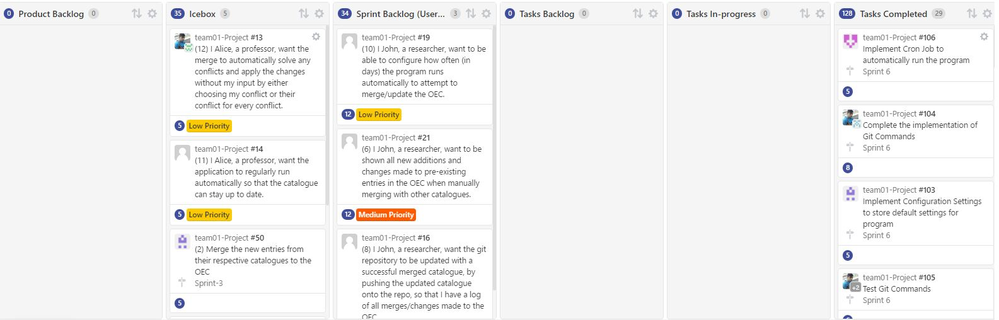 0 Product Backlog 0
35 Icebox 5
team01-Project #13
(12) I Alice, a professor, want the
merge to automatically solve any
conflicts and apply the changes
without my input by either
choosing my conflict or their
conflict for every conflict.
5 Low Priority
team01-Project #14
(11) I Alice, a professor, want the
application to regularly run
automatically so that the catalogue
can stay up to date.
5 Low Priority
team01-Project #50
(2) Merge the new entries from
their respective catalogues to the
OEC
Sprint-3
5
34 Sprint Backlog (User... 3
team01-Project #19
(10) I John, a researcher, want to be
able to configure how often (in
days) the program runs
automatically to attempt to
merge/update the OEC.
12 Low Priority
team01-Project #21
(6) I John, a researcher, want to be
shown all new additions and
changes made to pre-existing
entries in the OEC when manually
merging with other catalogues.
12 Medium Priority
team01-Project #16
(8) I John, a researcher, want the git
repository to be updated with a
successful merged catalogue, by
pushing the updated catalogue
onto the repo, so that I have a log
of all merges/changes made to the
OEC
0 Tasks Backlog 0
0 Tasks In-progress 0
128 Tasks Completed 29
team01-Project #106
Implement Cron Job to
automatically run the program
Sprint 6
5
team01-Project #104
Complete the implementation of
Git Commands
Sprint 6
8
team01-Project #103
Implement Configuration Settings
to store default settings for
program
Sprint 6
5
team01-Project #105
+2 Test Git Commands
Sprint 6